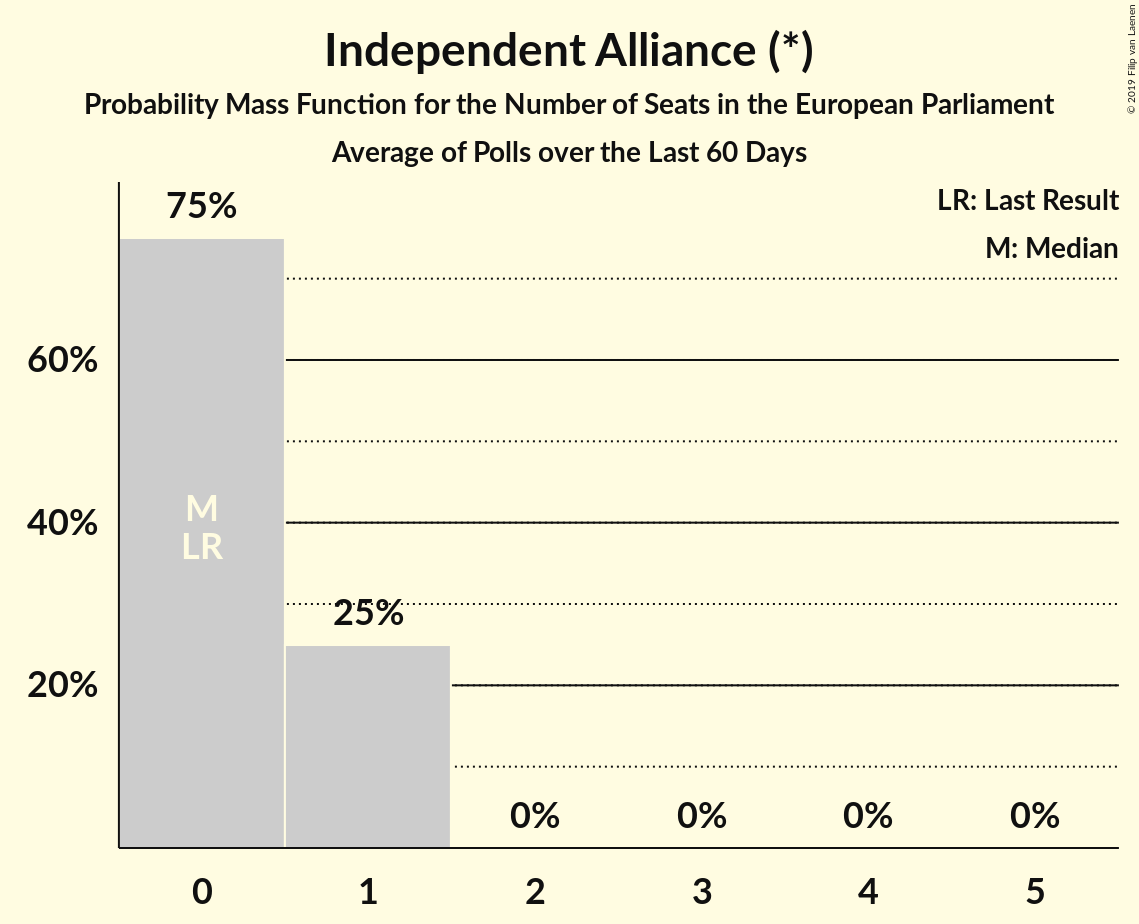 Independent Alliance (*)
Probability Mass Function for the Number of Seats in the European Parliament
Average of Polls over the Last 60 Days
© 2019 Filip van Laenen
LR: Last Result
M: Median
75%
60%
M
40%
LR
25%
20%
0% 0% 0% 0%
0 1 2 3 4 5